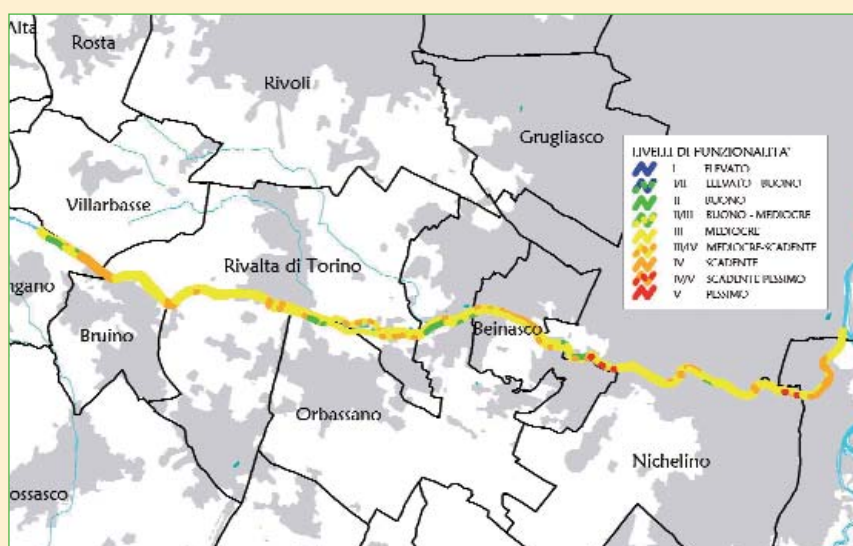 Alta
Rosta
Rivoli
Grugliasco
LIVELLI DI FUNZIONALITA'
I ELEVATO
I/II ELEVATO - BUONO
II BUONO
II/III BUONO - MEDIOCRE
III MEDIOCRE
III/IV MEDIOCRE-SCADENTE
IV SCADENTE
IV/V SCADENTE PESSIMO
V PESSIMO
Villarbasse
Rivalta di Torino
ngano
Bruino
Beinasco
Orbassano
Nichelino
ossasco